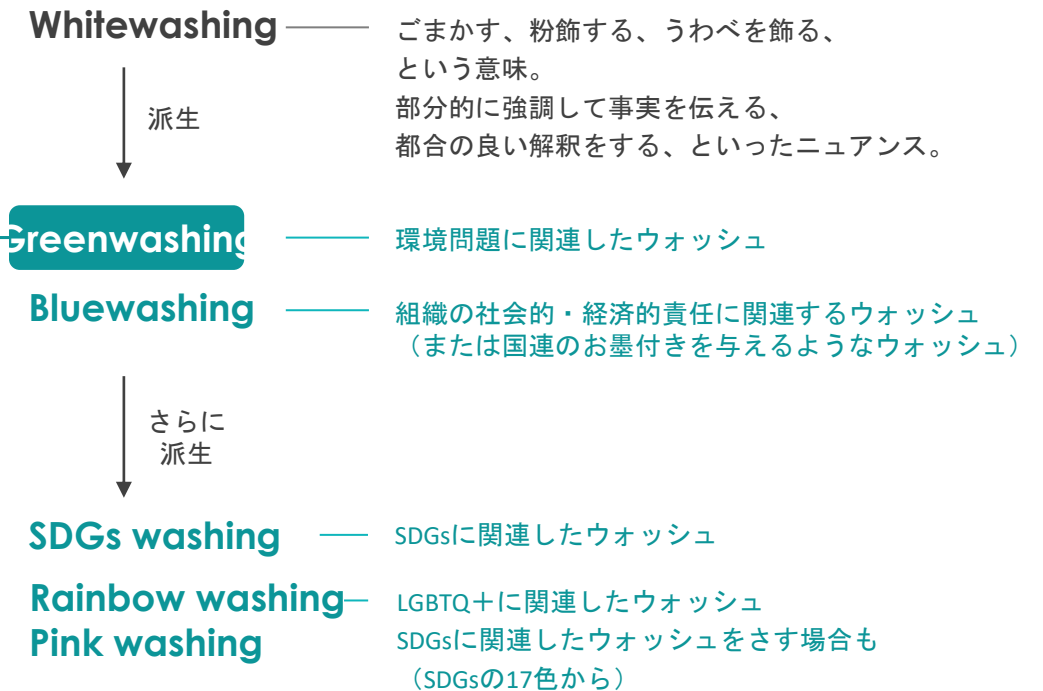 Whitewashing
ごまかす、粉飾する、うわべを飾る、
という意味。
部分的に強調して事実を伝える、
都合の良い解釈をする、といったニュアンス。
派生
Greenwashing
環境問題に関連したウォッシュ
Bluewashing
組織の社会的・経済的責任に関連するウォッシュ
（または国連のお墨付きを与えるようなウォッシュ）
さらに
派生
SDGs washing
SDGsに関連したウォッシュ
Rainbow washing
Pink washing
LGBTQ＋に関連したウォッシュ
SDGsに関連したウォッシュをさす場合も
（SDGsの17色から）